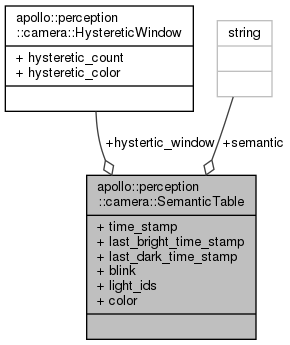 apollo::perception
::camera::HystereticWindow
+ hysteretic_count
+ hysteretic_color
string
+hystertic_window
+semantic
apollo::perception
::camera::SemanticTable
+ time_stamp
+ last_bright_time_stamp
+ last_dark_time_stamp
+ blink
+ light_ids
+ color